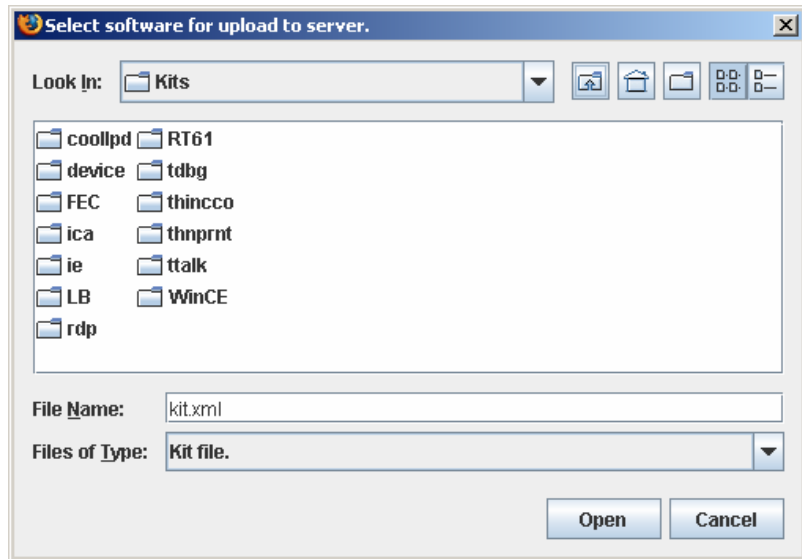 Select software for upload to server.
Look In: Kits
coollpd RT61
device tdbg
FEC thincco
ica thnprnt
ie ttalk
LB WinCE
rdp
File Name: kit.xml
Files of Type: Kit file.
Open Cancel